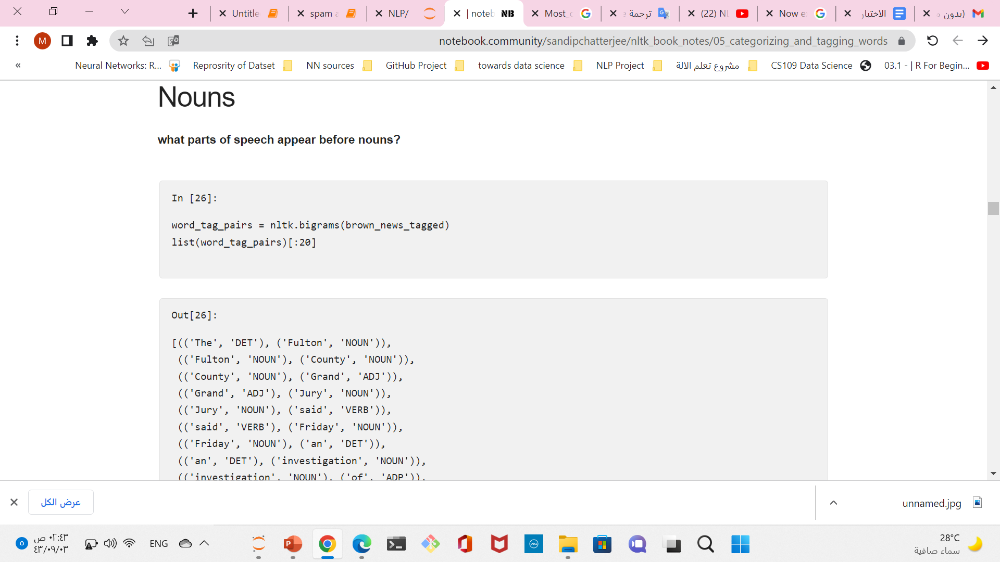 Untitle
spam a
NLP/
| noteb
NB
Most_c
ترجمة e
(22) NL
Now e
الاختبار
(بدون م
M
notebook.community/sandipchatterjee/nltk_book_notes/05_categorizing_and_tagging_words
«
Neural Networks: R...
Reprosrity of Datset
NN sources
GitHub Project
towards data science
NLP Project
مشروع تعلم الالة
CS109 Data Science
03.1 - | R For Begin...
Nouns
what parts of speech appear before nouns?
In [26]:
word_tag_pairs = nltk.bigrams(brown_news_tagged)
list(word_tag_pairs)[:20]
Out[26]:
[(('The', 'DET'), ('Fulton', 'NOUN')),
(('Fulton', 'NOUN'), ('County', 'NOUN')),
(('County', 'NOUN'), ('Grand', 'ADJ')),
(('Grand', 'ADJ'), ('Jury', 'NOUN')),
(('Jury', 'NOUN'), ('said', 'VERB')),
(('said', 'VERB'), ('Friday', 'NOUN')),
(('Friday', 'NOUN'), ('an', 'DET')),
(('an', 'DET'), ('investigation', 'NOUN')),
(('investigation', 'NOUN'), ('of', 'ADP')),
عرض الكل
unnamed.jpg
٠٢:٤٣ ص
٤٣/٠٩/٠٣
ENG
DELL
28°C
سماء صافية